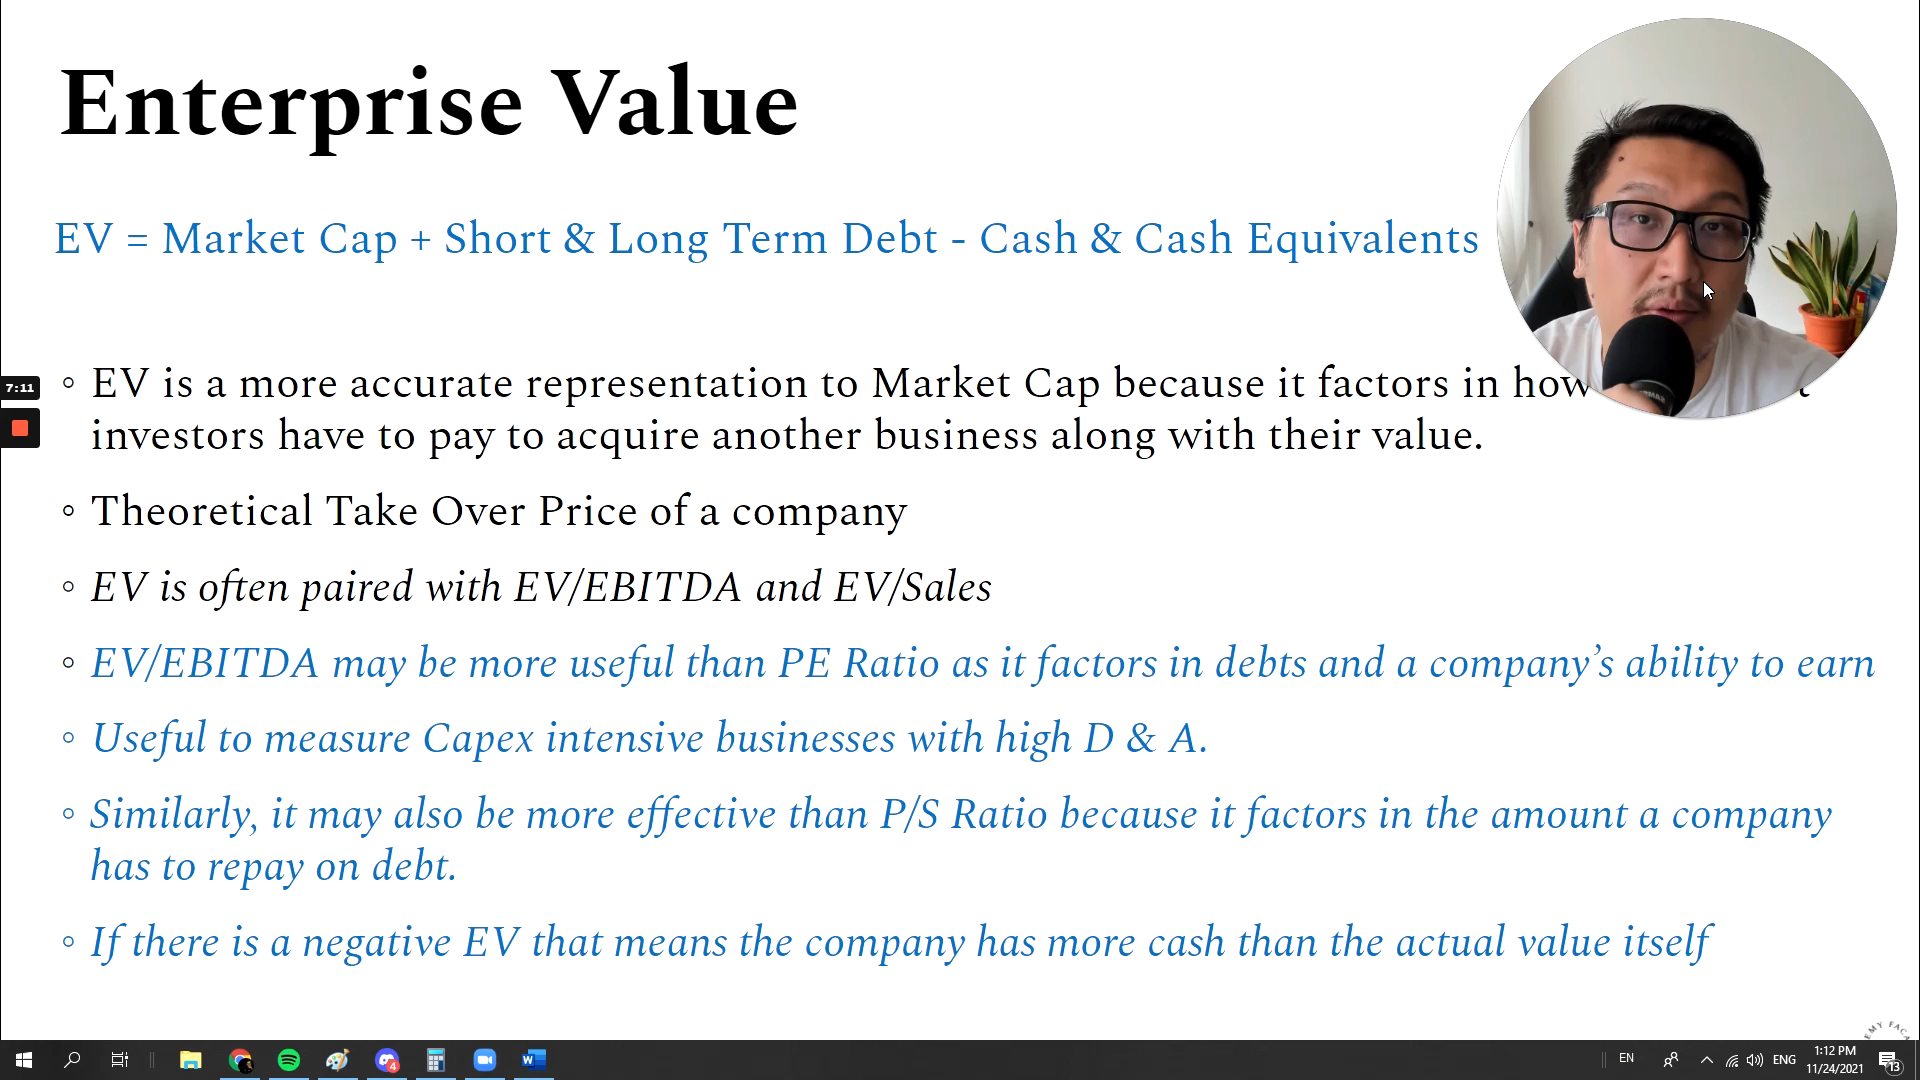 Enterprise Value
EV = Market Cap + Short & Long Term Debt - Cash & Cash Equivalents
◦ EV is a more accurate representation to Market Cap because it factors in how
investors have to pay to acquire another business along with their value.
◦ Theoretical Take Over Price of a company
◦ EV is often paired with EV/EBITDA and EV/Sales
◦ EV/EBITDA may be more useful than PE Ratio as it factors in debts and a company’s ability to earn
◦ Useful to measure Capex intensive businesses with high D & A.
◦ Similarly, it may also be more effective than P/S Ratio because it factors in the amount a company
has to repay on debt.
◦ If there is a negative EV that means the company has more cash than the actual value itself
7:11
4
W
EN
ENG
1:12 PM
11/24/2021
13